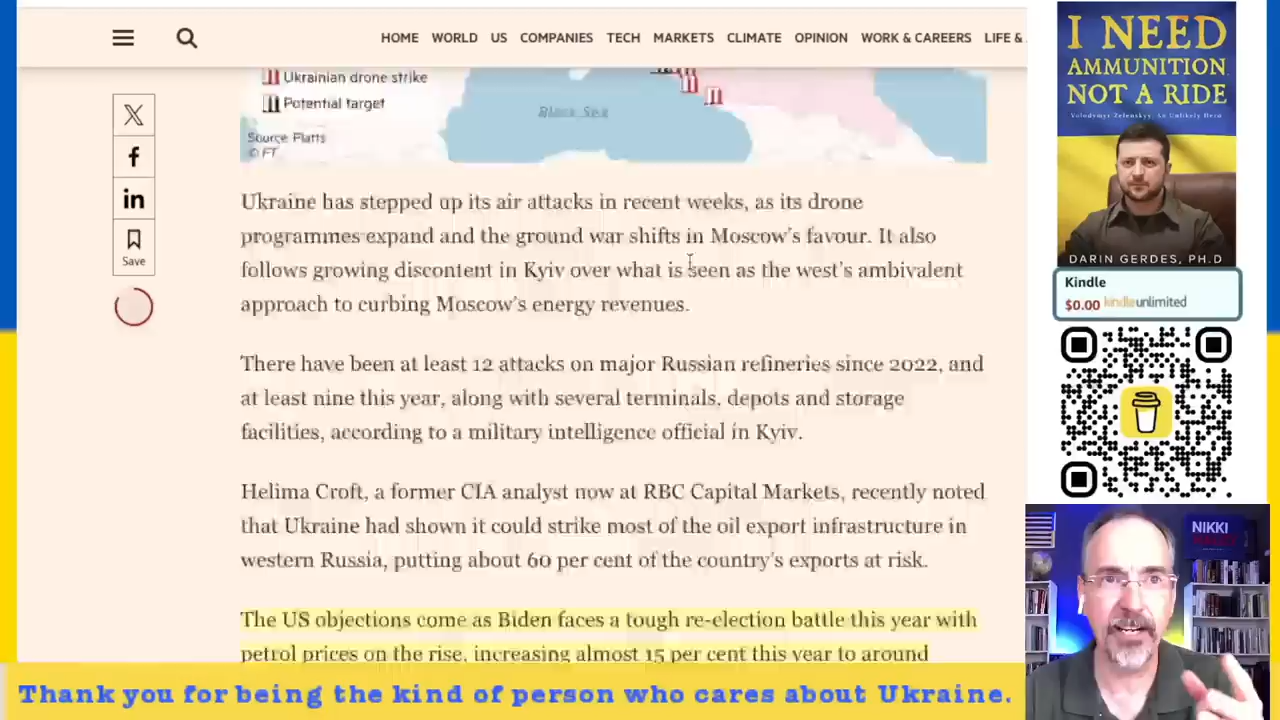 HOME WORLD US COMPANIES TECH MARKETS CLIMATE OPINION WORK & CAREERS LIFE &
Ukrainian drone strike
Potential target
Black Sea
Source: Platts
© FT
Save
Ukraine has stepped up its air attacks in recent weeks, as its drone
programmes expand and the ground war shifts in Moscow's favour. It also
follows growing discontent in Kyiv over what is seen as the west's ambivalent
approach to curbing Moscow's energy revenues.
There have been at least 12 attacks on major Russian refineries since 2022, and
at least nine this year, along with several terminals, depots and storage
facilities, according to a military intelligence official in Kyiv.
Helima Croft, a former CIA analyst now at RBC Capital Markets, recently noted
that Ukraine had shown it could strike most of the oil export infrastructure in
western Russia, putting about 60 per cent of the country's exports at risk.
The US objections come as Biden faces a tough re-election battle this year with
petrol prices on the rise, increasing almost 15 per cent this year to around
I NEED
AMMUNITION
NOT A RIDE
Volodymyr Zelenskyy, An Unlikely Hero
DARIN GERDES, PH.D
Kindle
$0.00 kindleunlimited
NIKKI
Thank you for being the kind of person who cares about Ukraine.